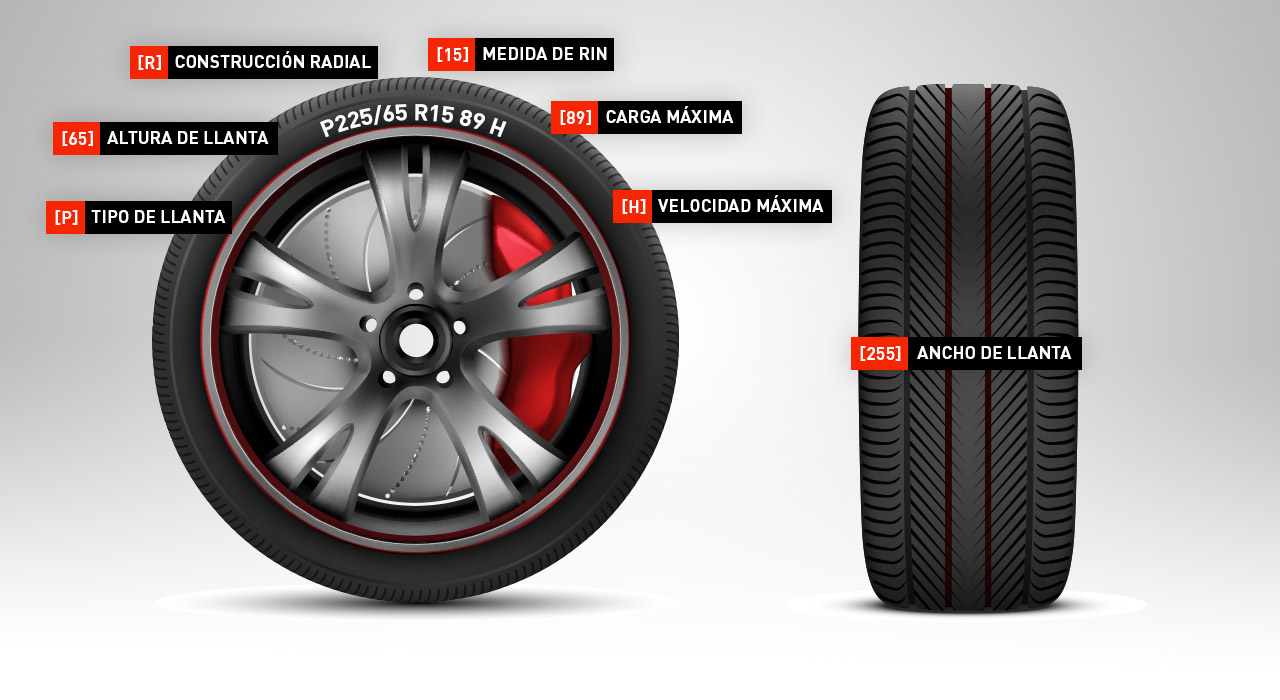 [R] CONSTRUCCIÓN RADIAL
[15] MEDIDA DE RIN
P225/65 R15 89 H
[89] CARGA MÁXIMA
[65] ALTURA DE LLANTA
[P] TIPO DE LLANTA
[H] VELOCIDAD MÁXIMA
[255] ANCHO DE LLANTA